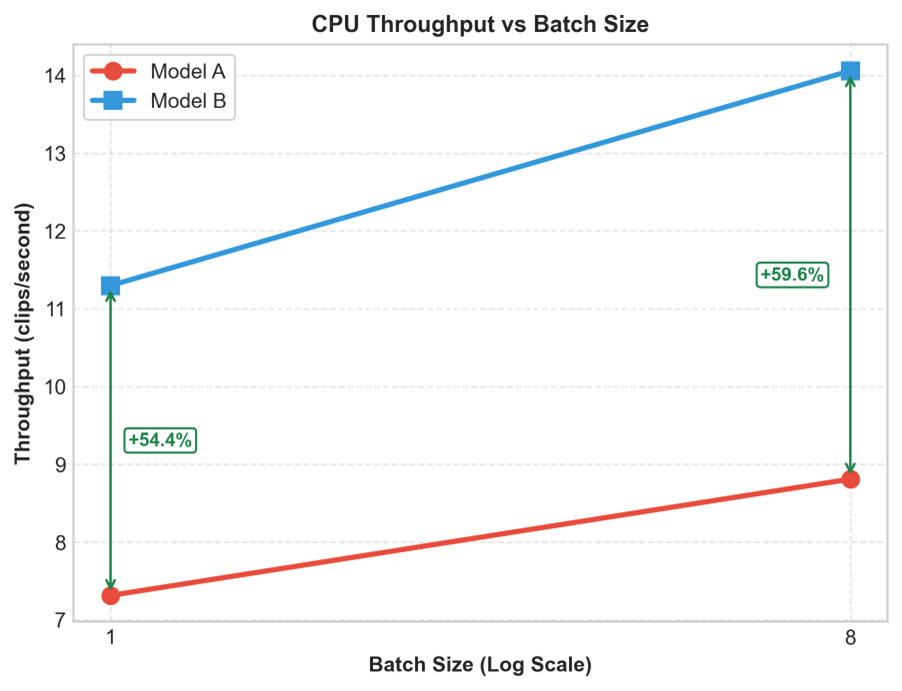 CPU Throughput vs Batch Size
Model A
Model B
14
13
12
11
10
9
8
7
Throughput (clips/second)
+59.6%
+54.4%
1
8
Batch Size (Log Scale)